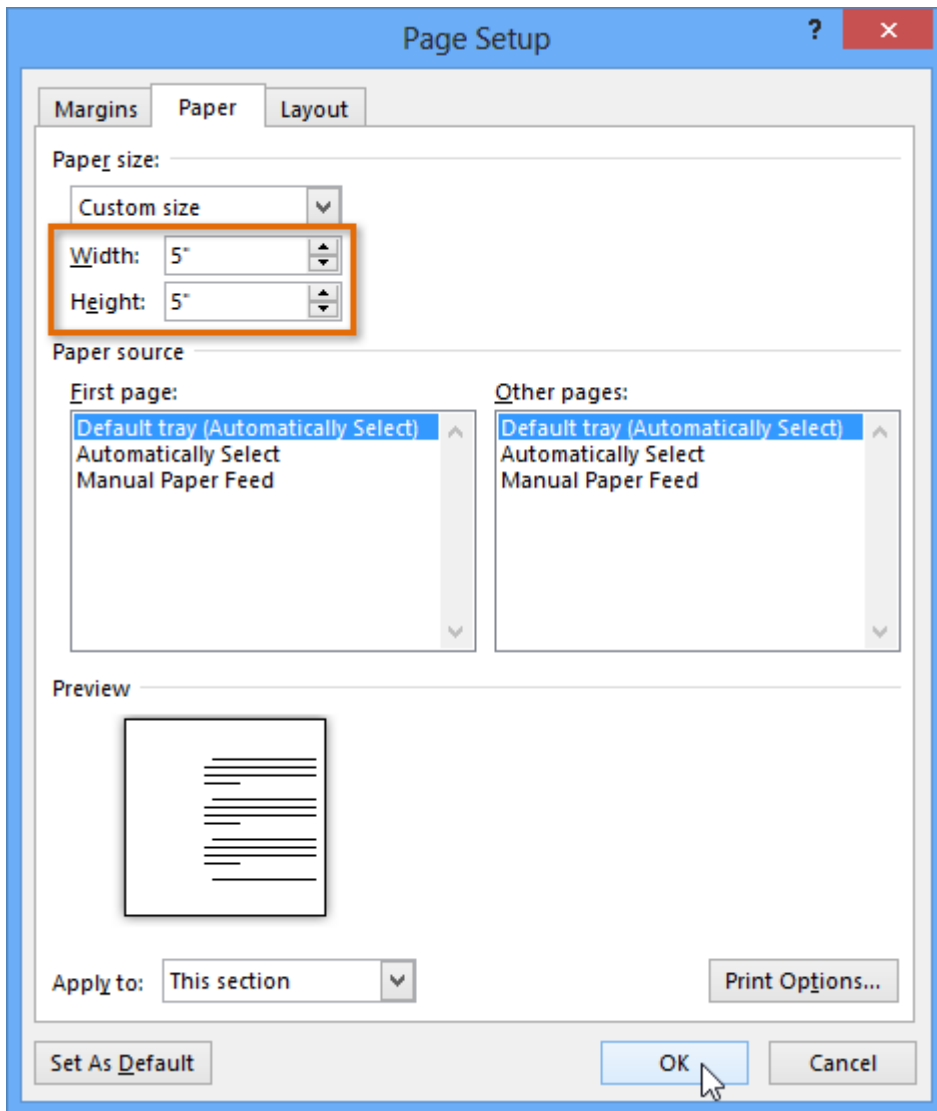 Page Setup ?
Margins Paper Layout
Paper size:
Custom size
Width: 5"
Height: 5"
Paper source
First page: Other pages:
Default tray (Automatically Select) Default tray (Automatically Select)
Automatically Select Automatically Select
Manual Paper Feed Manual Paper Feed
Preview
Apply to: This section Print Options...
Set As Default OK Cancel